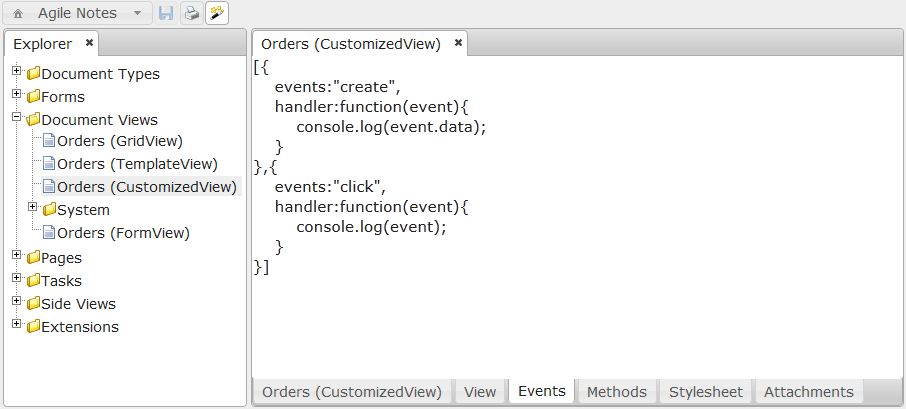 Agile Notes
Explorer
Document Types
Forms
Document Views
Orders (GridView)
Orders (TemplateView)
Orders (CustomizedView)
System
Orders (FormView)
Pages
Tasks
Side Views
Extensions
Orders (CustomizedView)
[{
    events:"create",
    handler:function(event){
        console.log(event.data);
    }
},{
    events:"click",
    handler:function(event){
        console.log(event);
    }
}]
Orders (CustomizedView) View Events Methods Stylesheet Attachments